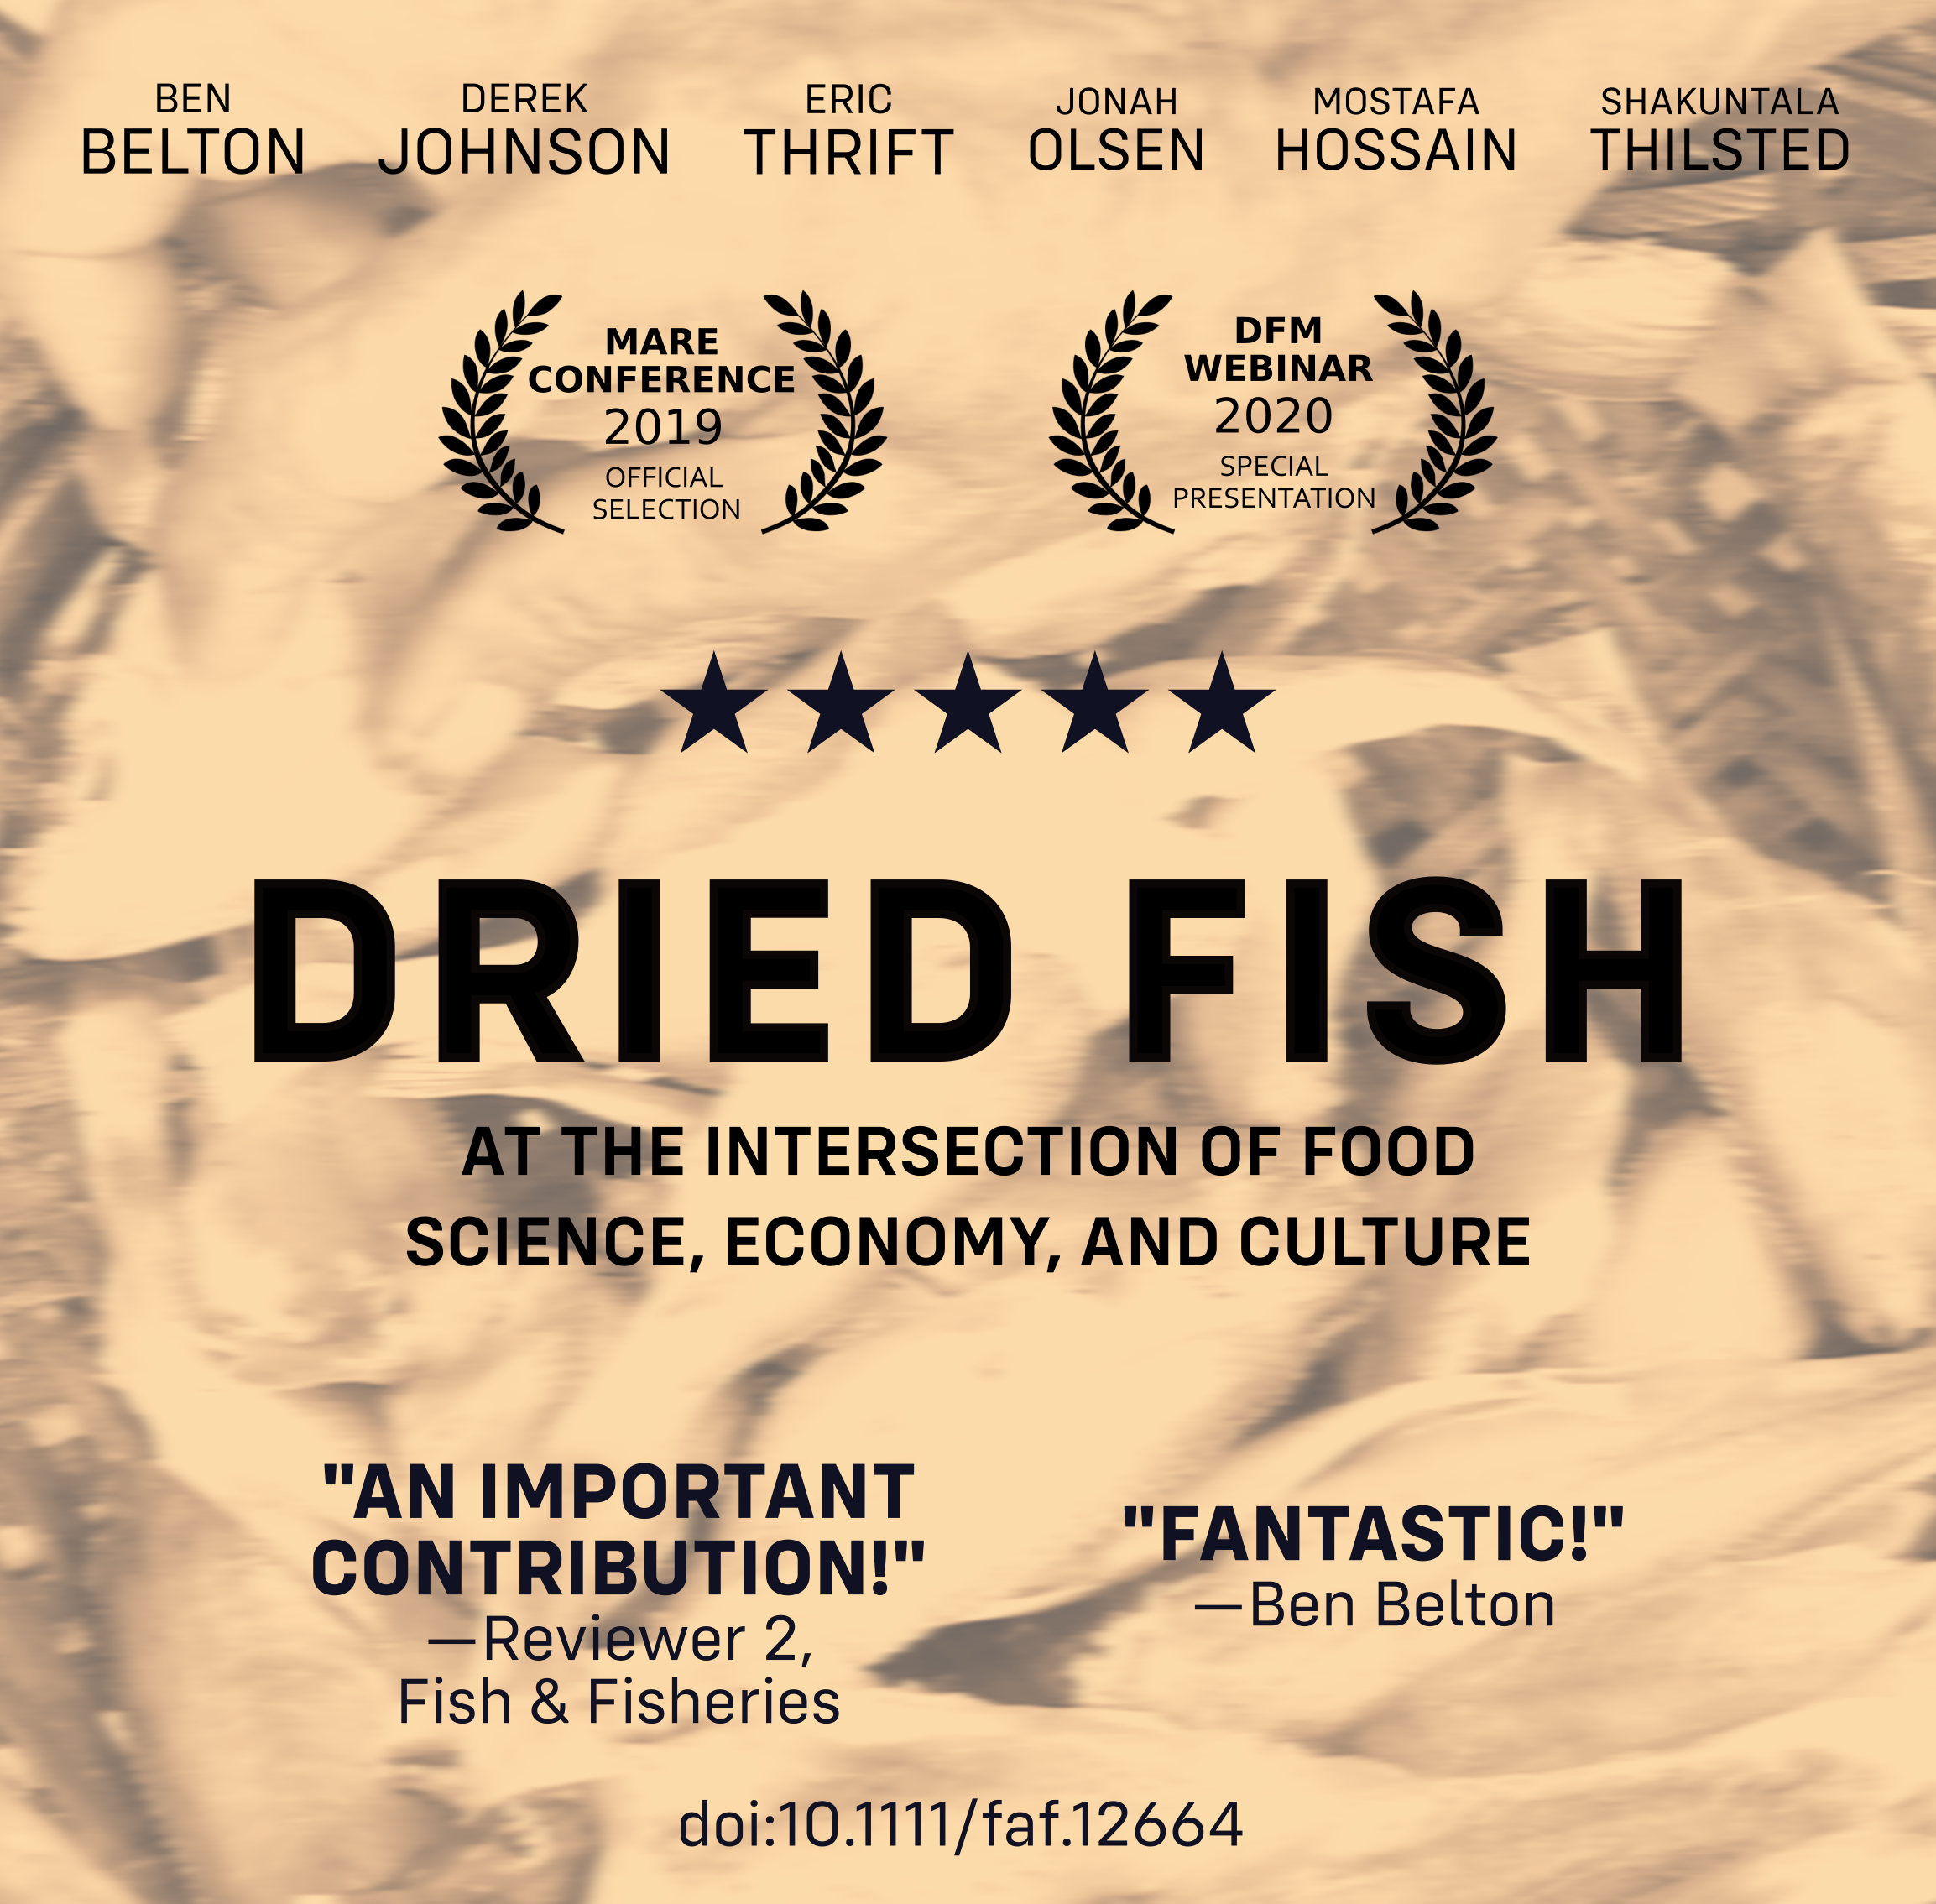 BEN BELTON
DEREK JOHNSON
ERIC THRIFT
JONAH OLSEN
MOSTAFA HOSSAIN
SHAKUNTALA THILSTED
MARE
CONFERENCE
2019
OFFICIAL
SELECTION
DFM
WEBINAR
2020
SPECIAL
PRESENTATION
DRIED FISH
AT THE INTERSECTION OF FOOD
SCIENCE, ECONOMY, AND CULTURE
"AN IMPORTANT
CONTRIBUTION!"
—Reviewer 2,
Fish & Fisheries
"FANTASTIC!"
—Ben Belton
doi:10.1111/faf.12664